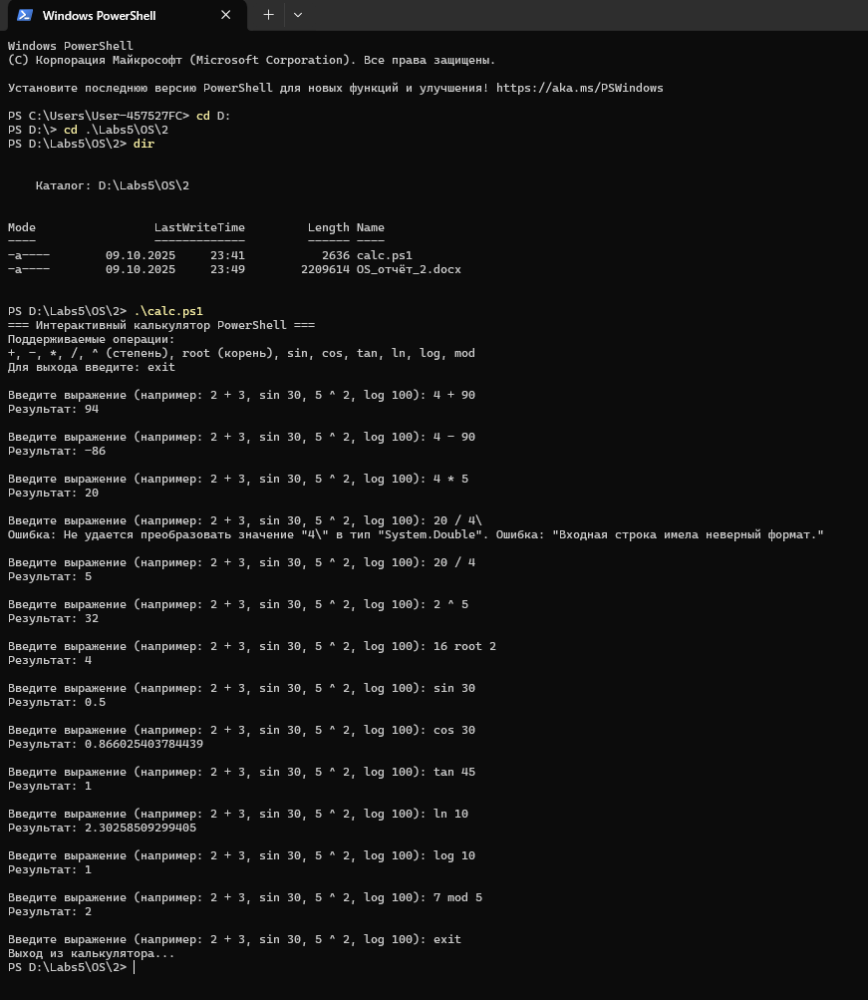 Windows PowerShell
Windows PowerShell
(C) Корпорация Майкрософт (Microsoft Corporation). Все права защищены.
Установите последнюю версию PowerShell для новых функций и улучшения! https://aka.ms/PSWindows
PS C:\Users\User-457527FC> cd D:
PS D:\> cd .\Labs5\OS\2
PS D:\Labs5\OS\2> dir
    Каталог: D:\Labs5\OS\2
Mode                 LastWriteTime         Length Name
----                 -------------         ------ ----
-a----        09.10.2025     23:41           2636 calc.ps1
-a----        09.10.2025     23:49        2209614 OS_отчёт_2.docx
PS D:\Labs5\OS\2> .\calc.ps1
=== Интерактивный калькулятор PowerShell ===
Поддерживаемые операции:
+, -, *, /, ^ (степень), root (корень), sin, cos, tan, ln, log, mod
Для выхода введите: exit
Введите выражение (например: 2 + 3, sin 30, 5 ^ 2, log 100): 4 + 90
Результат: 94
Введите выражение (например: 2 + 3, sin 30, 5 ^ 2, log 100): 4 - 90
Результат: -86
Введите выражение (например: 2 + 3, sin 30, 5 ^ 2, log 100): 4 * 5
Результат: 20
Введите выражение (например: 2 + 3, sin 30, 5 ^ 2, log 100): 20 / 4\
Ошибка: Не удается преобразовать значение "4\" в тип "System.Double". Ошибка: "Входная строка имела неверный формат."
Введите выражение (например: 2 + 3, sin 30, 5 ^ 2, log 100): 20 / 4
Результат: 5
Введите выражение (например: 2 + 3, sin 30, 5 ^ 2, log 100): 2 ^ 5
Результат: 32
Введите выражение (например: 2 + 3, sin 30, 5 ^ 2, log 100): 16 root 2
Результат: 4
Введите выражение (например: 2 + 3, sin 30, 5 ^ 2, log 100): sin 30
Результат: 0.5
Введите выражение (например: 2 + 3, sin 30, 5 ^ 2, log 100): cos 30
Результат: 0.866025403784439
Введите выражение (например: 2 + 3, sin 30, 5 ^ 2, log 100): tan 45
Результат: 1
Введите выражение (например: 2 + 3, sin 30, 5 ^ 2, log 100): ln 10
Результат: 2.30258509299405
Введите выражение (например: 2 + 3, sin 30, 5 ^ 2, log 100): log 10
Результат: 1
Введите выражение (например: 2 + 3, sin 30, 5 ^ 2, log 100): 7 mod 5
Результат: 2
Введите выражение (например: 2 + 3, sin 30, 5 ^ 2, log 100): exit
Выход из калькулятора...
PS D:\Labs5\OS\2>